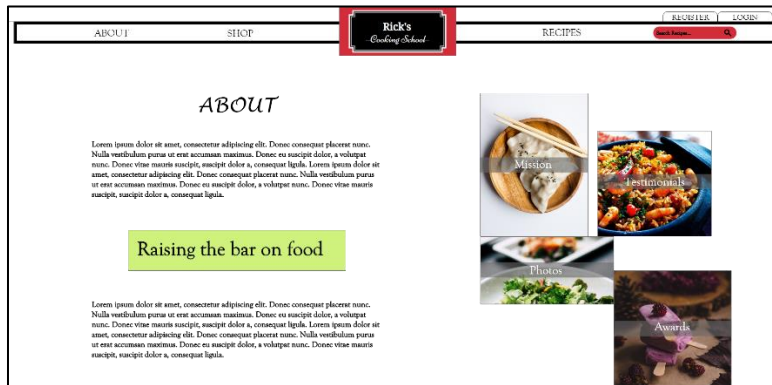 REGISTER LOGIN
ABOUT SHOP Rick's RECIPES Search Recipes...
-Cooking School-
ABOUT
Lorem ipsum dolor sit amet, consectetur adipiscing elit. Donec consequat placerat nunc.
Nulla vestibulum purus ut erat accumsan maximus. Donec eu suscipit dolor, a volutpat
nunc. Donec vitae mauris suscipit, suscipit dolor a, consequat ligula. Lorem ipsum dolor sit
amet, consectetur adipiscing elit. Donec consequat placerat nunc. Nulla vestibulum purus
ut erat accumsan maximus. Donec eu suscipit dolor, a volutpat nunc. Donec vitae mauris
suscipit, suscipit dolor a, consequat ligula.
Raising the bar on food
Lorem ipsum dolor sit amet, consectetur adipiscing elit. Donec consequat placerat nunc.
Nulla vestibulum purus ut erat accumsan maximus. Donec eu suscipit dolor, a volutpat
nunc. Donec vitae mauris suscipit, suscipit dolor a, consequat ligula. Lorem ipsum dolor sit
amet, consectetur adipiscing elit. Donec consequat placerat nunc. Nulla vestibulum purus
ut erat accumsan maximus. Donec eu suscipit dolor, a volutpat nunc. Donec vitae mauris
suscipit, suscipit dolor a, consequat ligula.
Mission
Testimonials
Photos
Awards